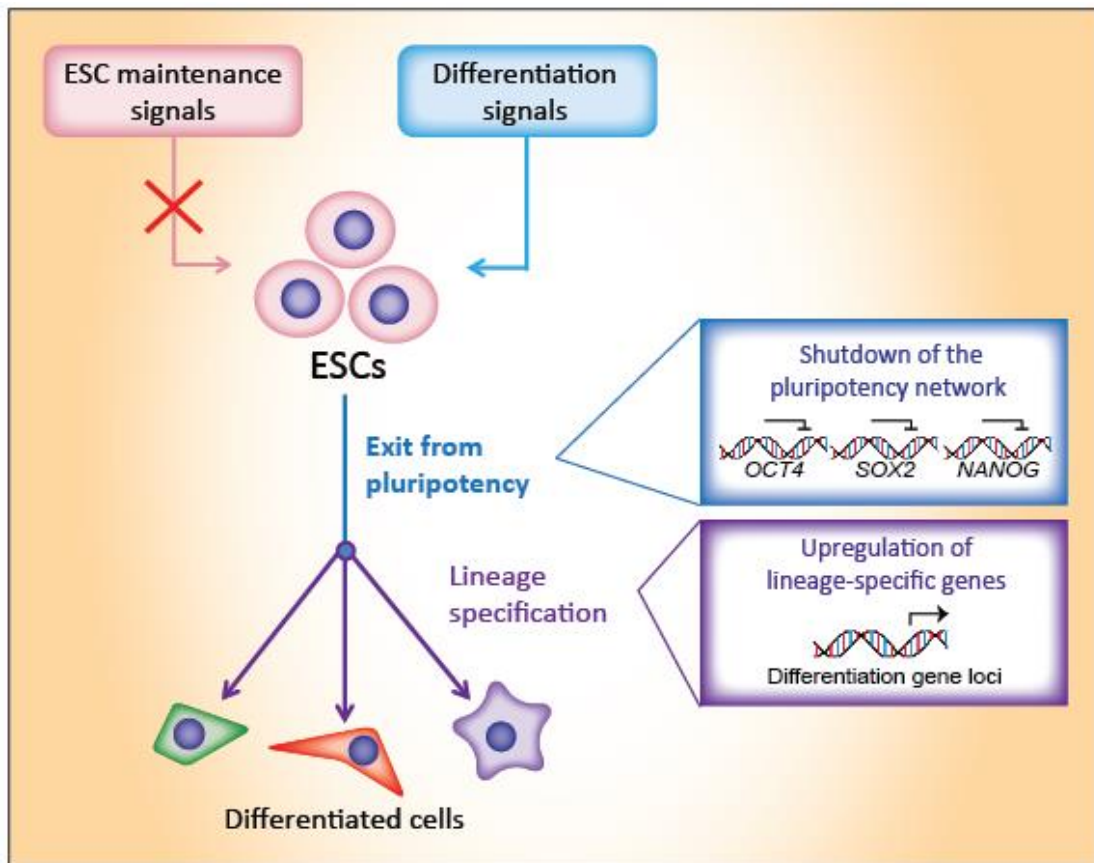 ESC maintenance
signals
Differentiation
signals
ESCs
Exit from
pluripotency
Shutdown of the
pluripotency network
OCT4 SOX2 NANOG
Lineage
specification
Upregulation of
lineage-specific genes
Differentiation gene loci
Differentiated cells